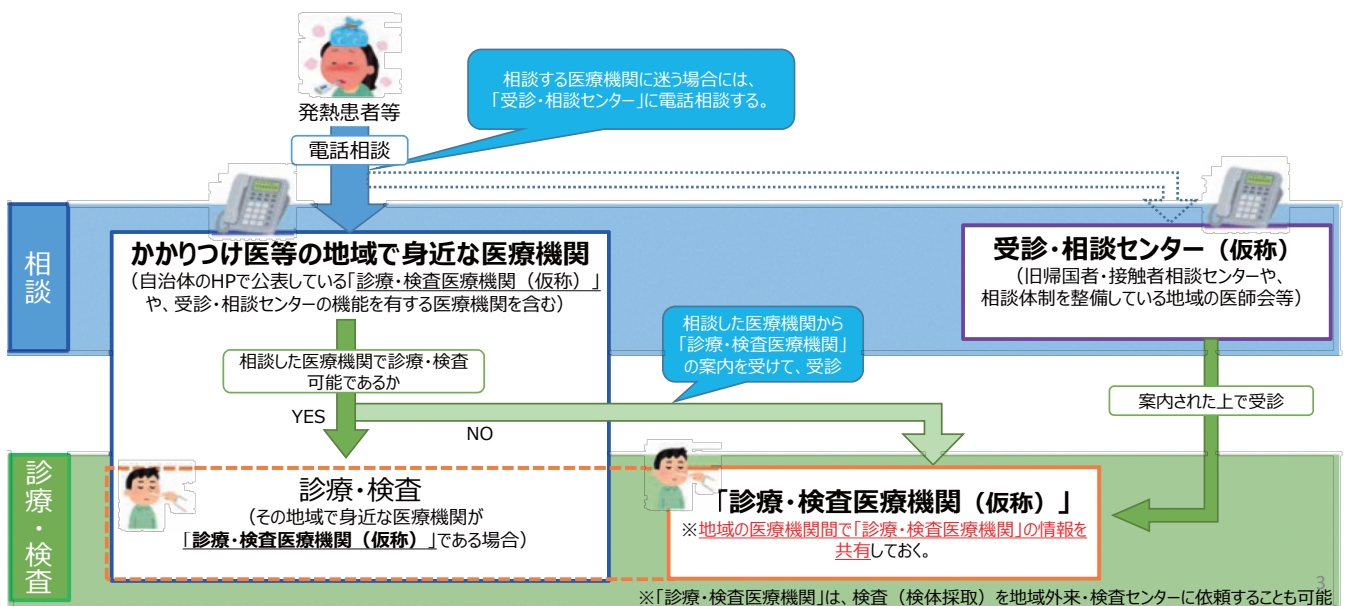 発熱患者等
電話相談
相談する医療機関に迷う場合には、
「受診・相談センター」に電話相談する。
相談
かかりつけ医等の地域で身近な医療機関
(自治体のHPで公表している「診療・検査医療機関(仮称)」
や、受診・相談センターの機能を有する医療機関を含む)
受診・相談センター(仮称)
(旧帰国者・接触者相談センターや、
相談体制を整備している地域の医師会等)
相談した医療機関で診療・検査
可能であるか
相談した医療機関から
「診療・検査医療機関」
の案内を受けて、受診
案内された上で受診
YES
NO
診療・検査
診療・検査
(その地域で身近な医療機関が
「診療・検査医療機関(仮称)」である場合)
「診療・検査医療機関(仮称)」
※地域の医療機関間で「診療・検査医療機関」の情報を
共有しておく。
3
※「診療・検査医療機関」は、検査(検体採取)を地域外来・検査センターに依頼することも可能